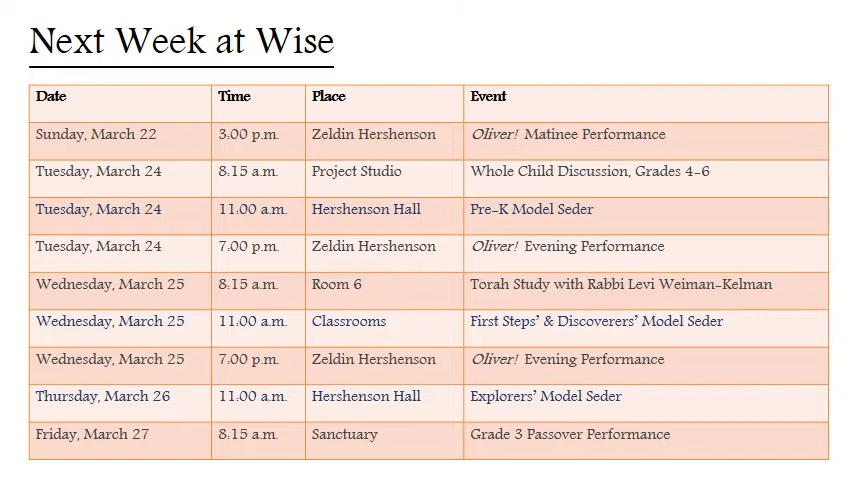 Next Week at Wise
Date Time Place Event
Sunday, March 22 3:00 p.m. Zeldin Hershenson Oliver! Matinee Performance
Tuesday, March 24 8:15 a.m. Project Studio Whole Child Discussion, Grades 4-6
Tuesday, March 24 11:00 a.m. Hershenson Hall Pre-K Model Seder
Tuesday, March 24 7:00 p.m. Zeldin Hershenson Oliver! Evening Performance
Wednesday, March 25 8:15 a.m. Room 6 Torah Study with Rabbi Levi Weiman-Kelman
Wednesday, March 25 11:00 a.m. Classrooms First Steps’ & Discoverers’ Model Seder
Wednesday, March 25 7:00 p.m. Zeldin Hershenson Oliver! Evening Performance
Thursday, March 26 11:00 a.m. Hershenson Hall Explorers’ Model Seder
Friday, March 27 8:15 a.m. Sanctuary Grade 3 Passover Performance